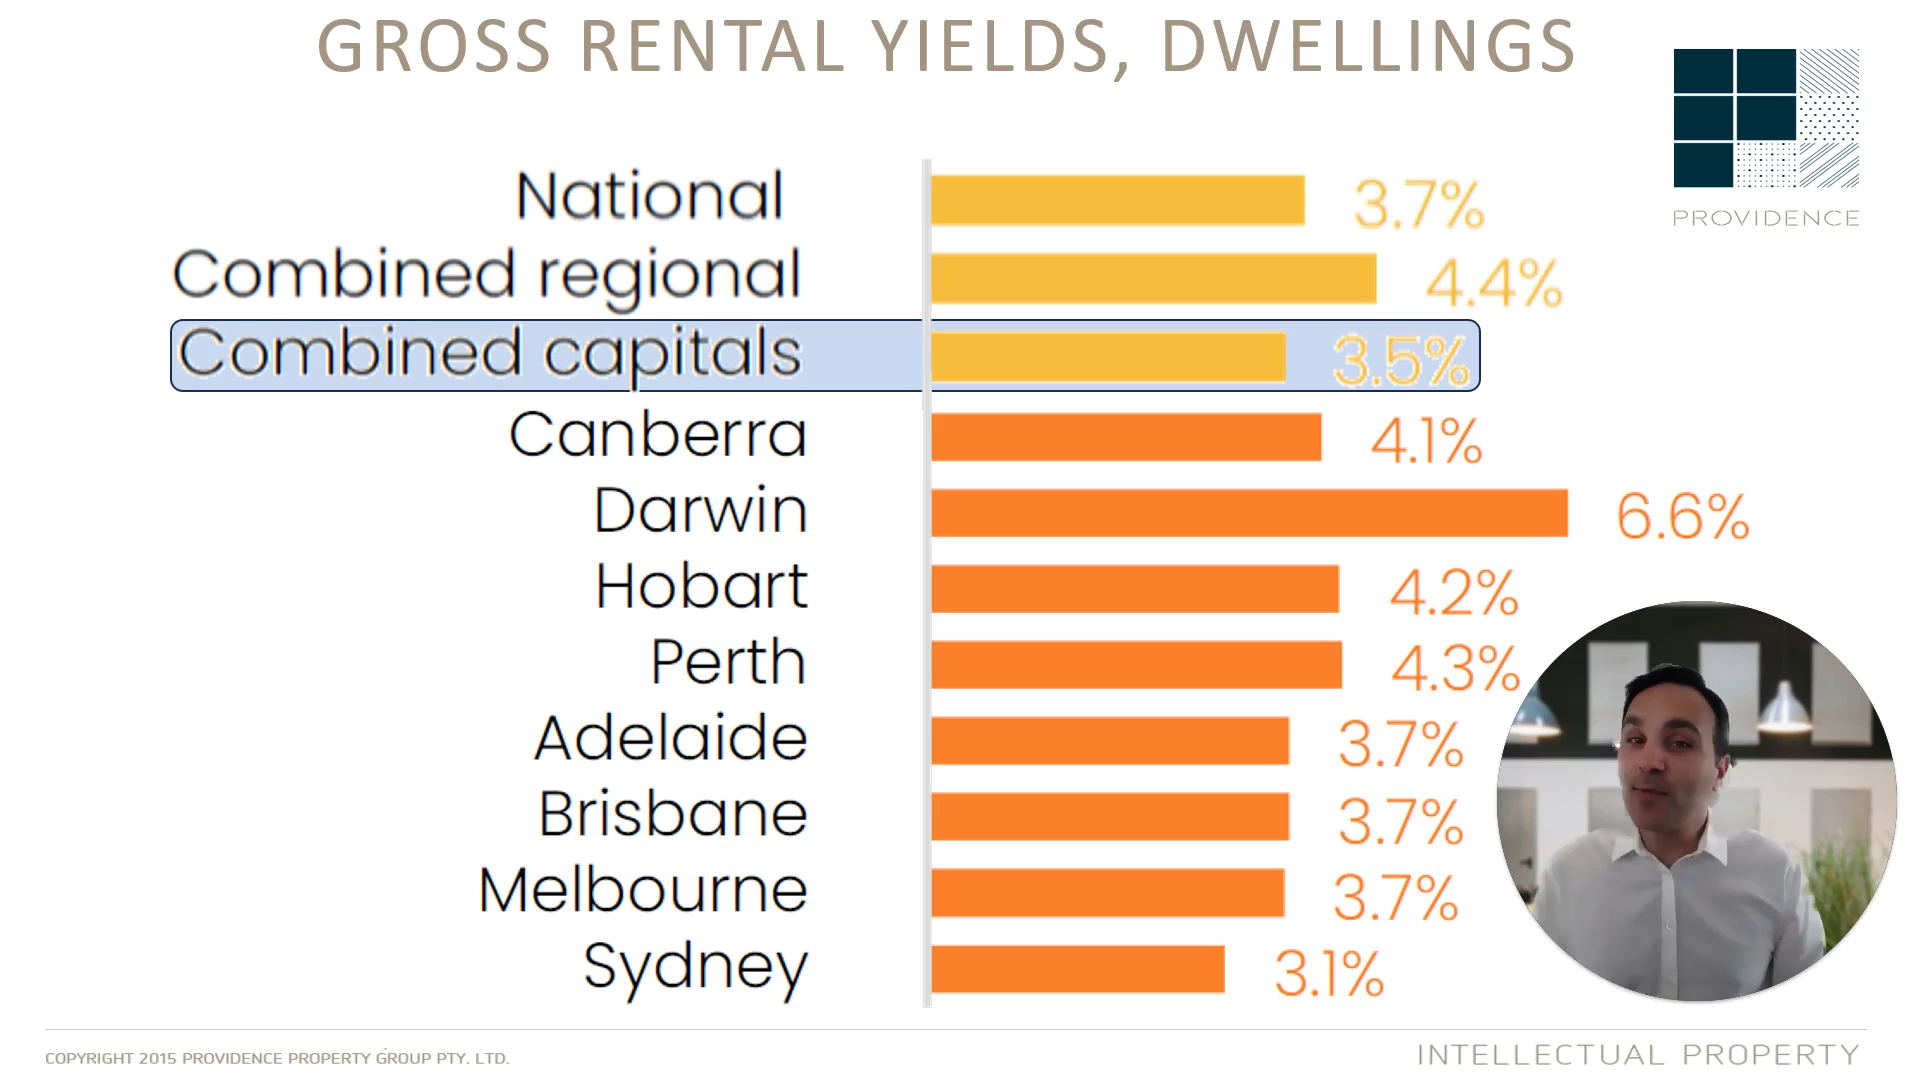 GROSS RENTAL YIELDS, DWELLINGS
PROVIDENCE
National 3.7%
Combined regional 4.4%
Combined capitals 3.5%
Canberra 4.1%
Darwin 6.6%
Hobart 4.2%
Perth 4.3%
Adelaide 3.7%
Brisbane 3.7%
Melbourne 3.7%
Sydney 3.1%
COPYRIGHT 2015 PROVIDENCE PROPERTY GROUP PTY. LTD.
INTELLECTUAL PROPERTY